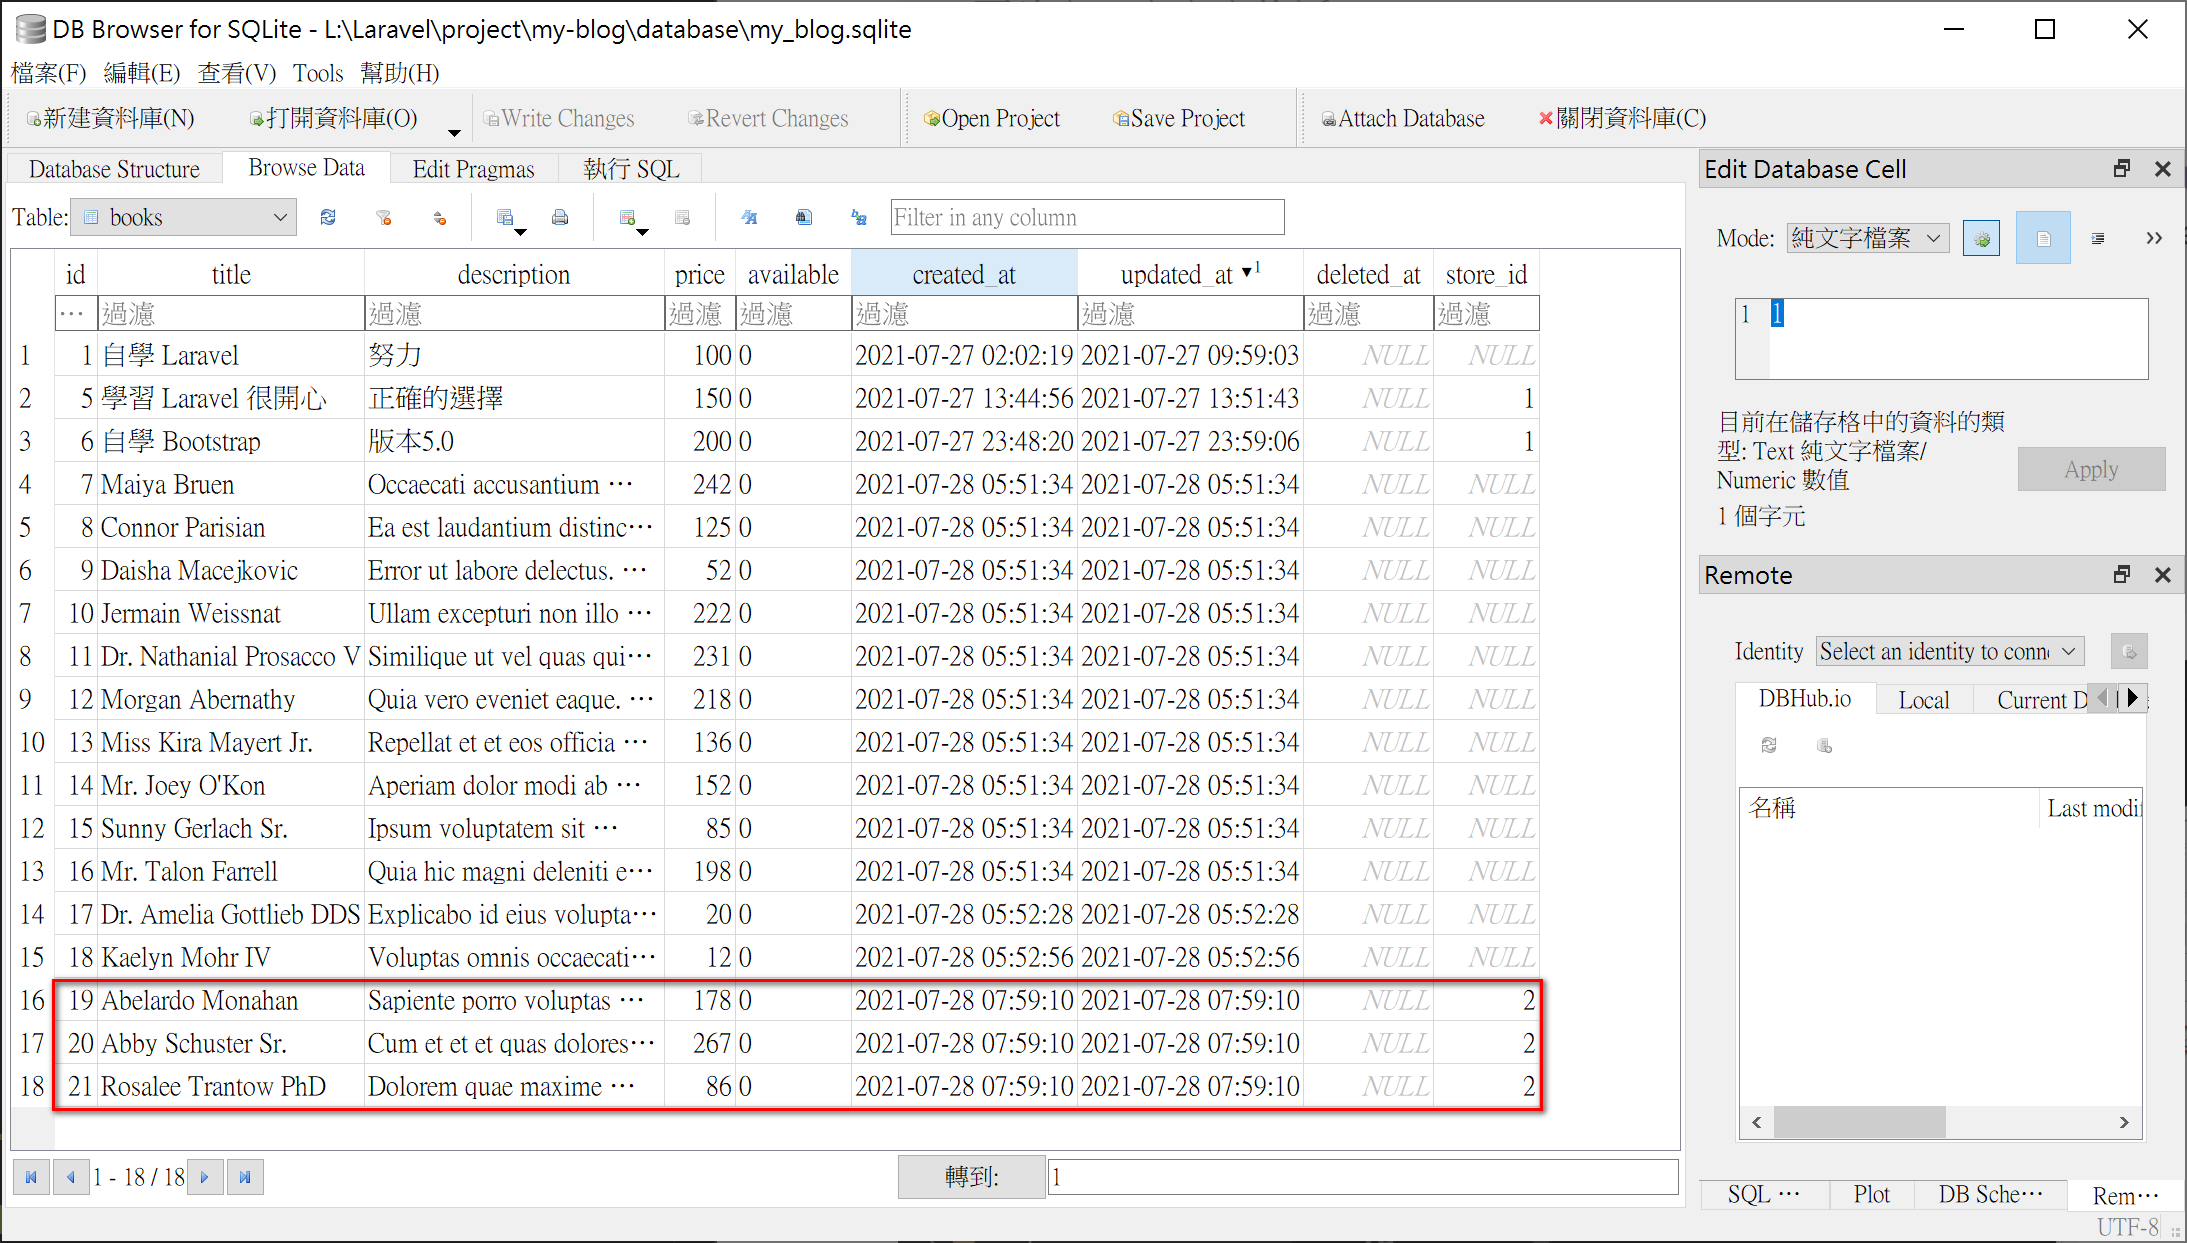 DB Browser for SQLite - L:\Laravel\project\my-blog\database\my_blog.sqlite
檔案(F) 編輯(E) 查看(V) Tools 幫助(H)
新建資料庫(N) 打開資料庫(O) Write Changes Revert Changes Open Project Save Project Attach Database 關閉資料庫(C)
Database Structure Browse Data Edit Pragmas 執行 SQL
Table: books Filter in any column
id title description price available created_at updated_at ▼1 deleted_at store_id
... 過濾 過濾 過濾 過濾 過濾 過濾 過濾 過濾
1 1 自學 Laravel 努力 100 0 2021-07-27 02:02:19 2021-07-27 09:59:03 NULL NULL
2 5 學習 Laravel 很開心 正確的選擇 150 0 2021-07-27 13:44:56 2021-07-27 13:51:43 NULL 1
3 6 自學 Bootstrap 版本5.0 200 0 2021-07-27 23:48:20 2021-07-27 23:59:06 NULL 1
4 7 Maiya Bruen Occaecati accusantium ... 242 0 2021-07-28 05:51:34 2021-07-28 05:51:34 NULL NULL
5 8 Connor Parisian Ea est laudantium distinc... 125 0 2021-07-28 05:51:34 2021-07-28 05:51:34 NULL NULL
6 9 Daisha Macejkovic Error ut labore delectus. ... 52 0 2021-07-28 05:51:34 2021-07-28 05:51:34 NULL NULL
7 10 Jermain Weissnat Ullam excepturi non illo ... 222 0 2021-07-28 05:51:34 2021-07-28 05:51:34 NULL NULL
8 11 Dr. Nathanial Prosacco V Similique ut vel quas qui... 231 0 2021-07-28 05:51:34 2021-07-28 05:51:34 NULL NULL
9 12 Morgan Abernathy Quia vero eveniet eaque. ... 218 0 2021-07-28 05:51:34 2021-07-28 05:51:34 NULL NULL
10 13 Miss Kira Mayert Jr. Repellat et et eos officia ... 136 0 2021-07-28 05:51:34 2021-07-28 05:51:34 NULL NULL
11 14 Mr. Joey O'Kon Aperiam dolor modi ab ... 152 0 2021-07-28 05:51:34 2021-07-28 05:51:34 NULL NULL
12 15 Sunny Gerlach Sr. Ipsum voluptatem sit ... 85 0 2021-07-28 05:51:34 2021-07-28 05:51:34 NULL NULL
13 16 Mr. Talon Farrell Quia hic magni deleniti e... 198 0 2021-07-28 05:51:34 2021-07-28 05:51:34 NULL NULL
14 17 Dr. Amelia Gottlieb DDS Explicabo id eius volupta... 20 0 2021-07-28 05:52:28 2021-07-28 05:52:28 NULL NULL
15 18 Kaelyn Mohr IV Voluptas omnis occaecati... 12 0 2021-07-28 05:52:56 2021-07-28 05:52:56 NULL NULL
16 19 Abelardo Monahan Sapiente porro voluptas ... 178 0 2021-07-28 07:59:10 2021-07-28 07:59:10 NULL 2
17 20 Abby Schuster Sr. Cum et et et quas dolores... 267 0 2021-07-28 07:59:10 2021-07-28 07:59:10 NULL 2
18 21 Rosalee Trantow PhD Dolorem quae maxime ... 86 0 2021-07-28 07:59:10 2021-07-28 07:59:10 NULL 2
1 - 18 / 18 轉到: 1
Edit Database Cell
Mode: 純文字檔案
1 1
目前在儲存格中的資料的類
型: Text 純文字檔案/
Numeric 數值
1 個字元
Apply
Remote
Identity Select an identity to conn
DBHub.io Local Current D
名稱 Last modi
SQL ... Plot DB Sche... Rem...
UTF-8